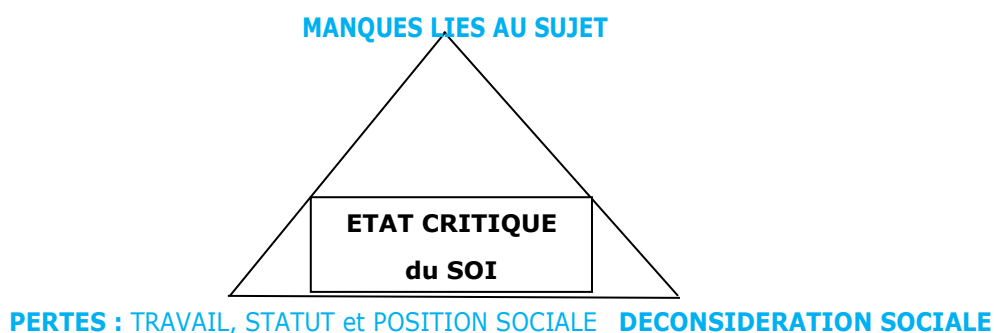 MANQUES LIES AU SUJET
ETAT CRITIQUE
du SOI
PERTES : TRAVAIL, STATUT et POSITION SOCIALE DECONSIDERATION SOCIALE